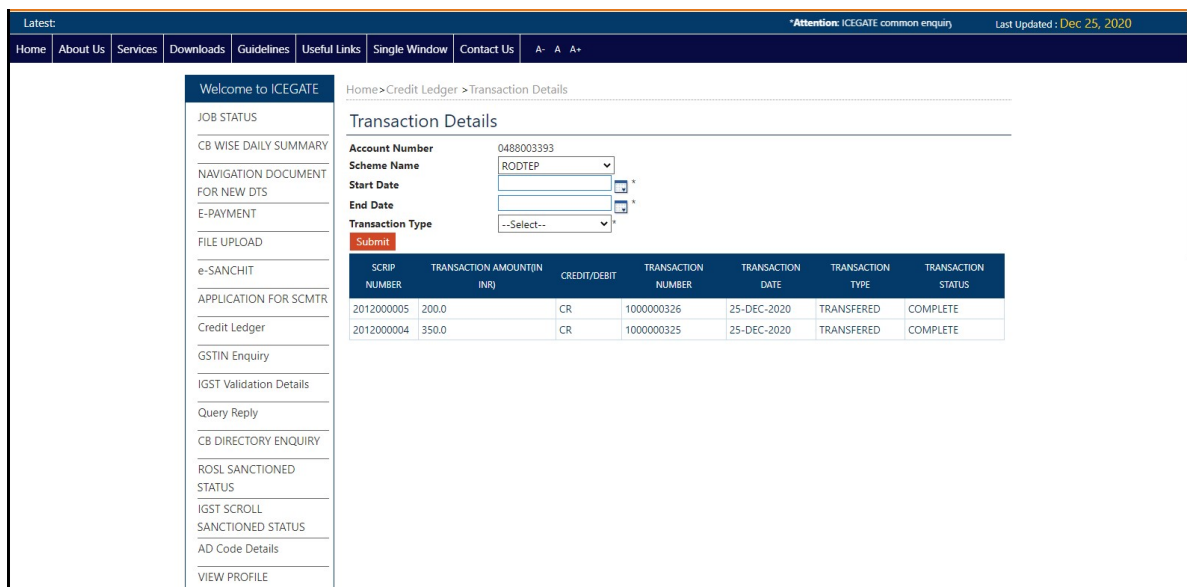 Latest:
*Attention: ICEGATE common enquiry
Last Updated : Dec 25, 2020
Home About Us Services Downloads Guidelines Useful Links Single Window Contact Us A- A A+
Welcome to ICEGATE
JOB STATUS
CB WISE DAILY SUMMARY
NAVIGATION DOCUMENT
FOR NEW DTS
E-PAYMENT
FILE UPLOAD
e-SANCHIT
APPLICATION FOR SCMTR
Credit Ledger
GSTIN Enquiry
IGST Validation Details
Query Reply
CB DIRECTORY ENQUIRY
ROSL SANCTIONED
STATUS
IGST SCROLL
SANCTIONED STATUS
AD Code Details
VIEW PROFILE
Home>Credit Ledger >Transaction Details
Transaction Details
Account Number 0488003393
Scheme Name RODTEP
Start Date *
End Date *
Transaction Type --Select-- *
Submit
SCRIP NUMBER TRANSACTION AMOUNT(IN INR) CREDIT/DEBIT TRANSACTION NUMBER TRANSACTION DATE TRANSACTION TYPE TRANSACTION STATUS
2012000005 200.0 CR 1000000326 25-DEC-2020 TRANSFERED COMPLETE
2012000004 350.0 CR 1000000325 25-DEC-2020 TRANSFERED COMPLETE